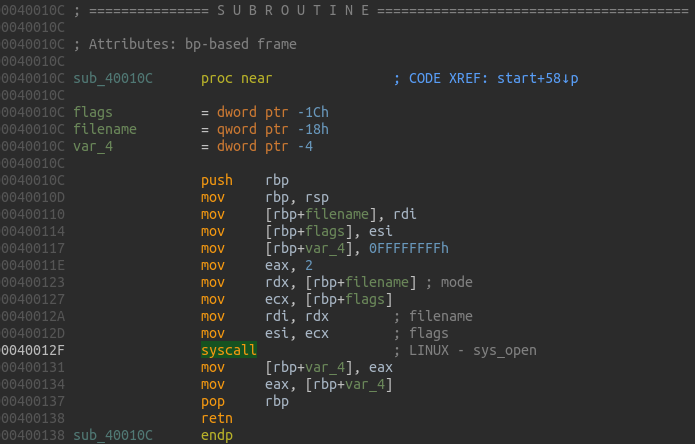 0040010C ; =============== S U B R O U T I N E =======================================
0040010C
0040010C ; Attributes: bp-based frame
0040010C
0040010C sub_40010C proc near ; CODE XREF: start+58↓p
0040010C
0040010C flags = dword ptr -1Ch
0040010C filename = qword ptr -18h
0040010C var_4 = dword ptr -4
0040010C
0040010C push rbp
0040010D mov rbp, rsp
00400110 mov [rbp+filename], rdi
00400114 mov [rbp+flags], esi
00400117 mov [rbp+var_4], 0FFFFFFFFh
0040011E mov eax, 2
00400123 mov rdx, [rbp+filename] ; mode
00400127 mov ecx, [rbp+flags]
0040012A mov rdi, rdx ; filename
0040012D mov esi, ecx ; flags
0040012F syscall ; LINUX - sys_open
00400131 mov [rbp+var_4], eax
00400134 mov eax, [rbp+var_4]
00400137 pop rbp
00400138 retn
00400138 sub_40010C endp